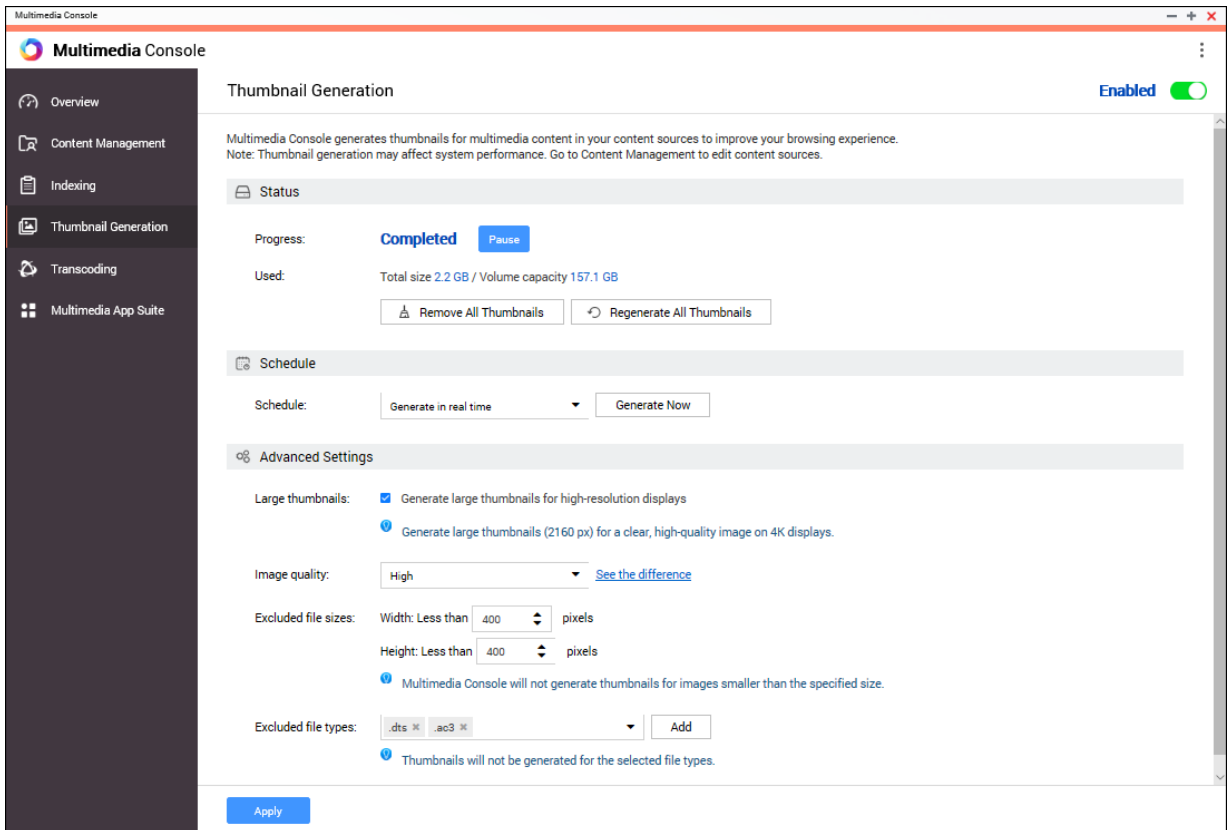 Multimedia Console
Multimedia Console
Overview
Content Management
Indexing
Thumbnail Generation
Transcoding
Multimedia App Suite
Thumbnail Generation
Enabled
Multimedia Console generates thumbnails for multimedia content in your content sources to improve your browsing experience.
Note: Thumbnail generation may affect system performance. Go to Content Management to edit content sources.
Status
Progress: Completed Pause
Used: Total size 2.2 GB / Volume capacity 157.1 GB
Remove All Thumbnails Regenerate All Thumbnails
Schedule
Schedule: Generate in real time Generate Now
Advanced Settings
Large thumbnails: Generate large thumbnails for high-resolution displays
Generate large thumbnails (2160 px) for a clear, high-quality image on 4K displays.
Image quality: High See the difference
Excluded file sizes: Width: Less than 400 pixels
Height: Less than 400 pixels
Multimedia Console will not generate thumbnails for images smaller than the specified size.
Excluded file types: .dts .ac3 Add
Thumbnails will not be generated for the selected file types.
Apply